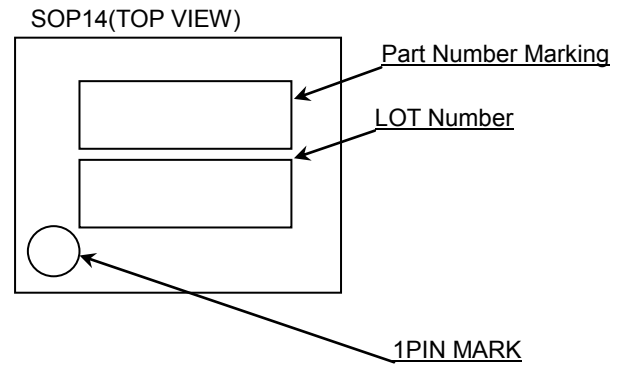 SOP14(TOP VIEW)
Part Number Marking
LOT Number
1PIN MARK